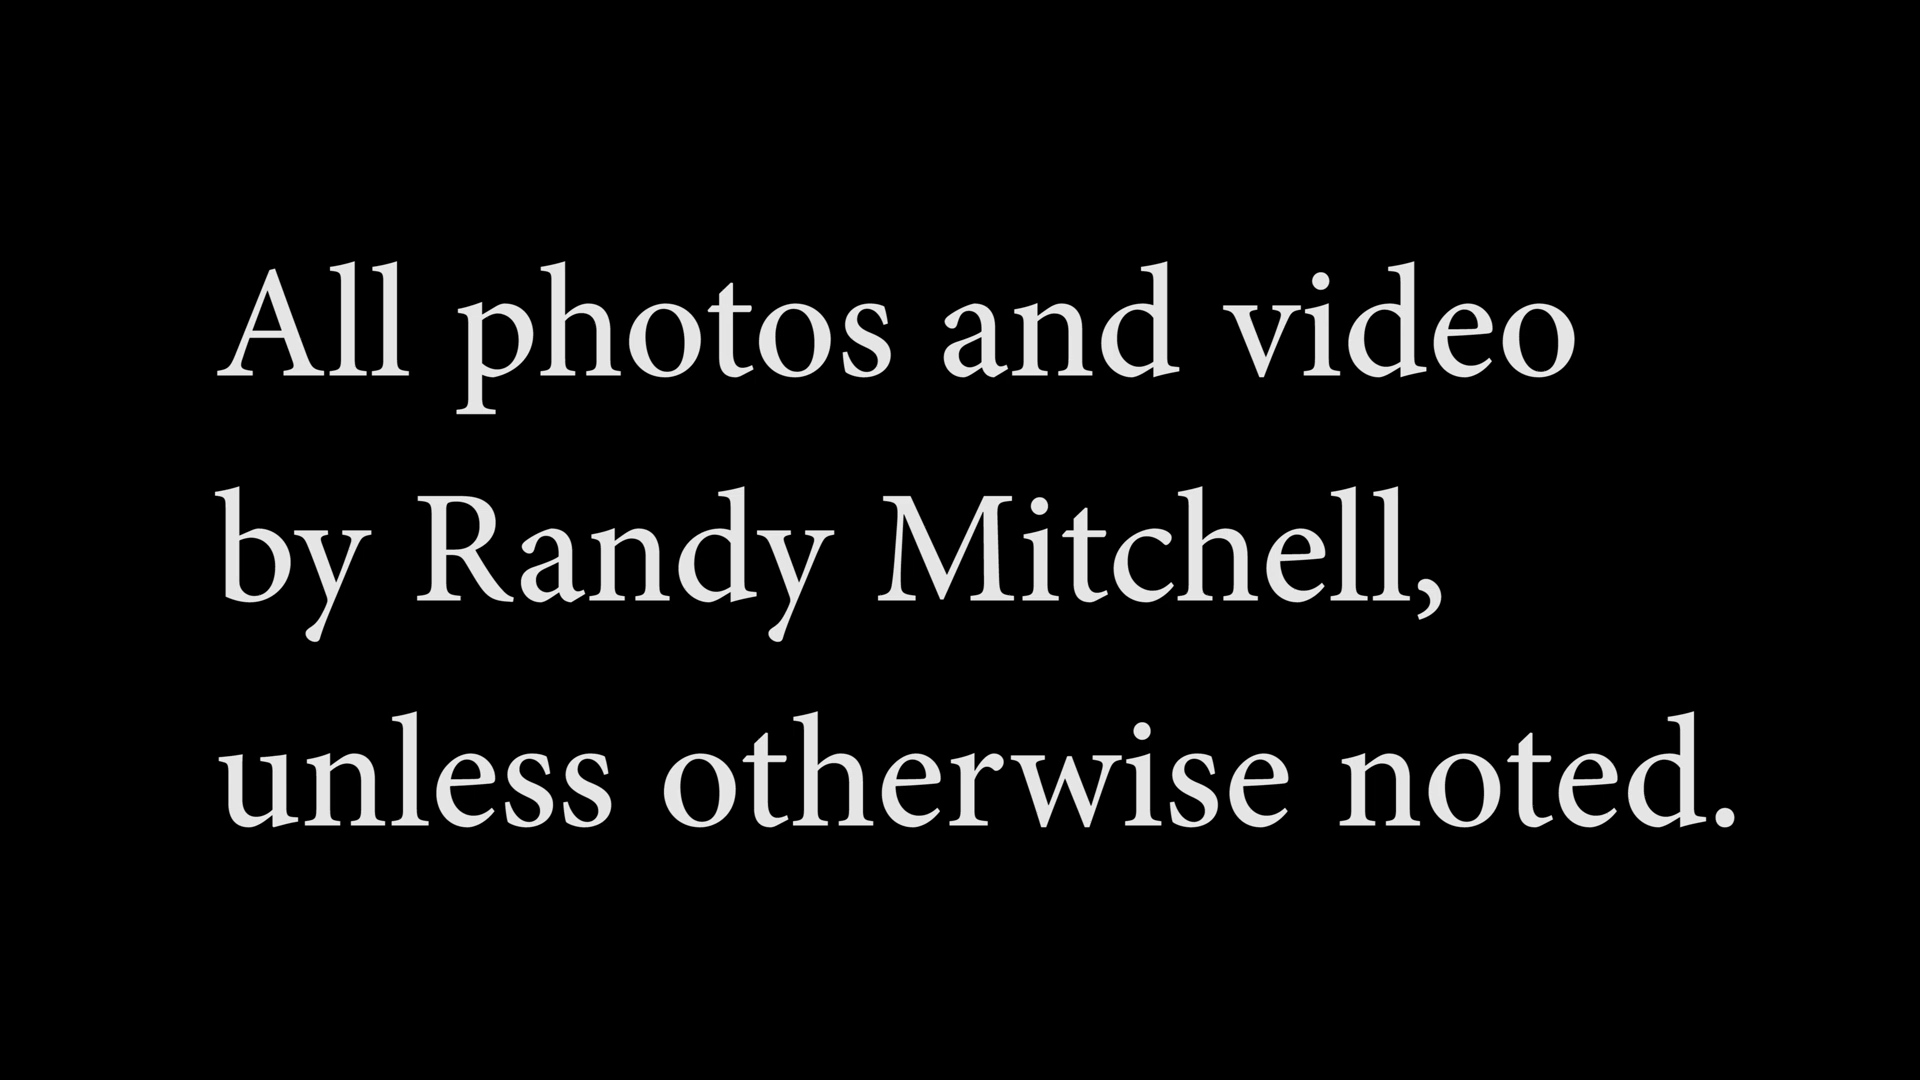 All photos and video
by Randy Mitchell,
unless otherwise noted.